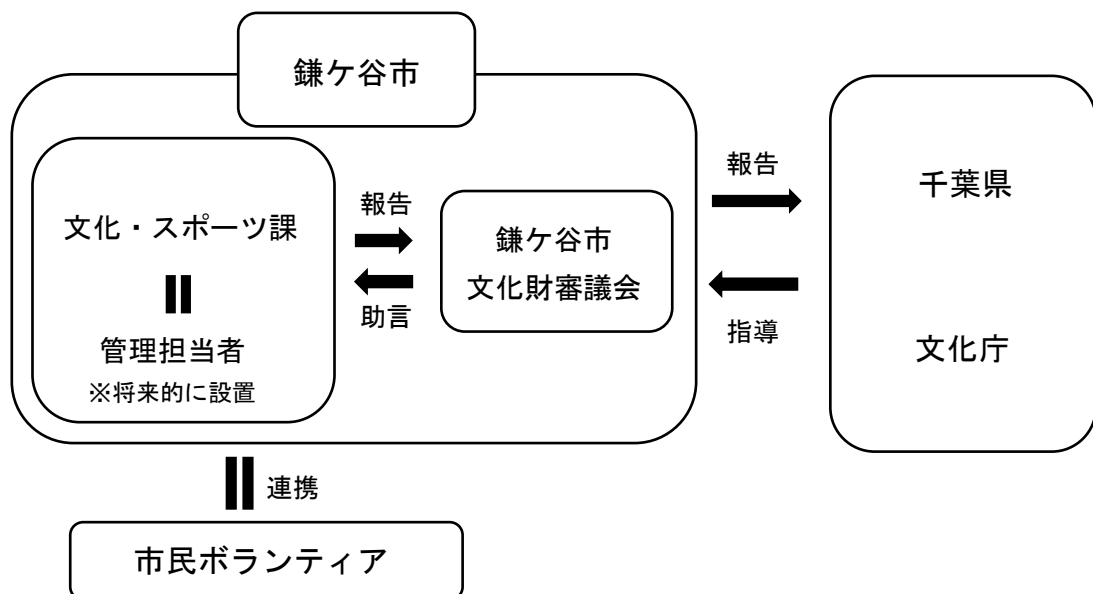 鎌ケ谷市
文化・スポーツ課
管理担当者
※将来的に設置
報告
助言
鎌ケ谷市
文化財審議会
報告
指導
千葉県
文化庁
連携
市民ボランティア